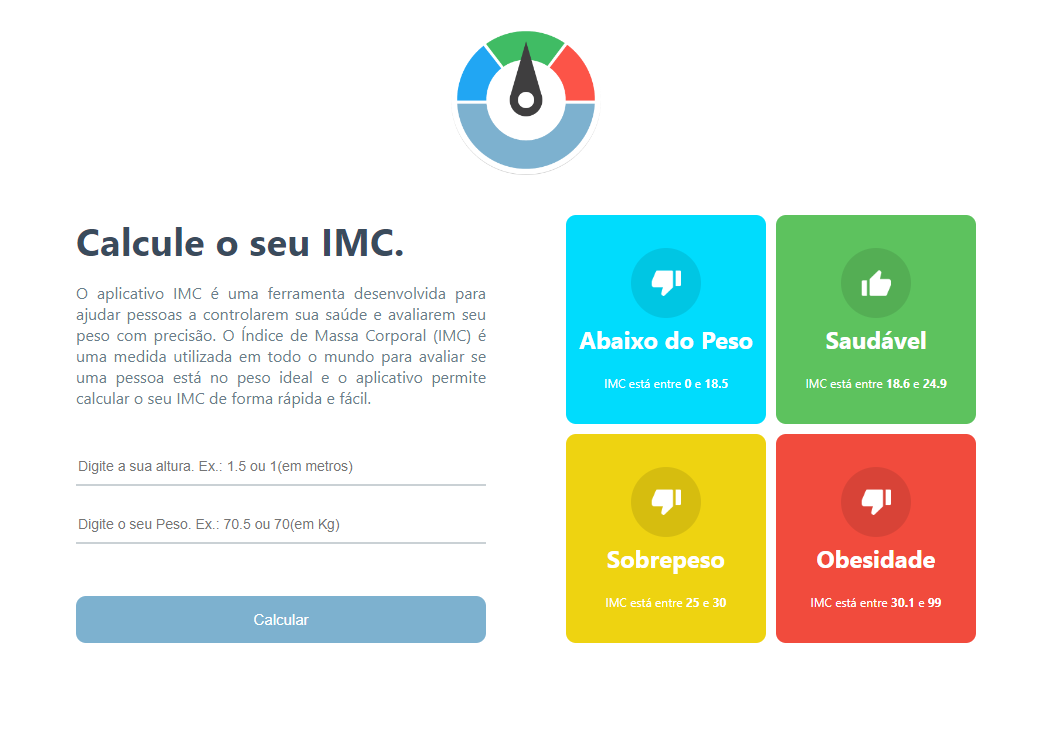 Calcule o seu IMC.
O aplicativo IMC é uma ferramenta desenvolvida para
ajudar pessoas a controlarem sua saúde e avaliarem seu
peso com precisão. O Índice de Massa Corporal (IMC) é
uma medida utilizada em todo o mundo para avaliar se
uma pessoa está no peso ideal e o aplicativo permite
calcular o seu IMC de forma rápida e fácil.
Digite a sua altura. Ex.: 1.5 ou 1(em metros)
Digite o seu Peso. Ex.: 70.5 ou 70(em Kg)
Calcular
Abaixo do Peso
IMC está entre 0 e 18.5
Saudável
IMC está entre 18.6 e 24.9
Sobrepeso
IMC está entre 25 e 30
Obesidade
IMC está entre 30.1 e 99